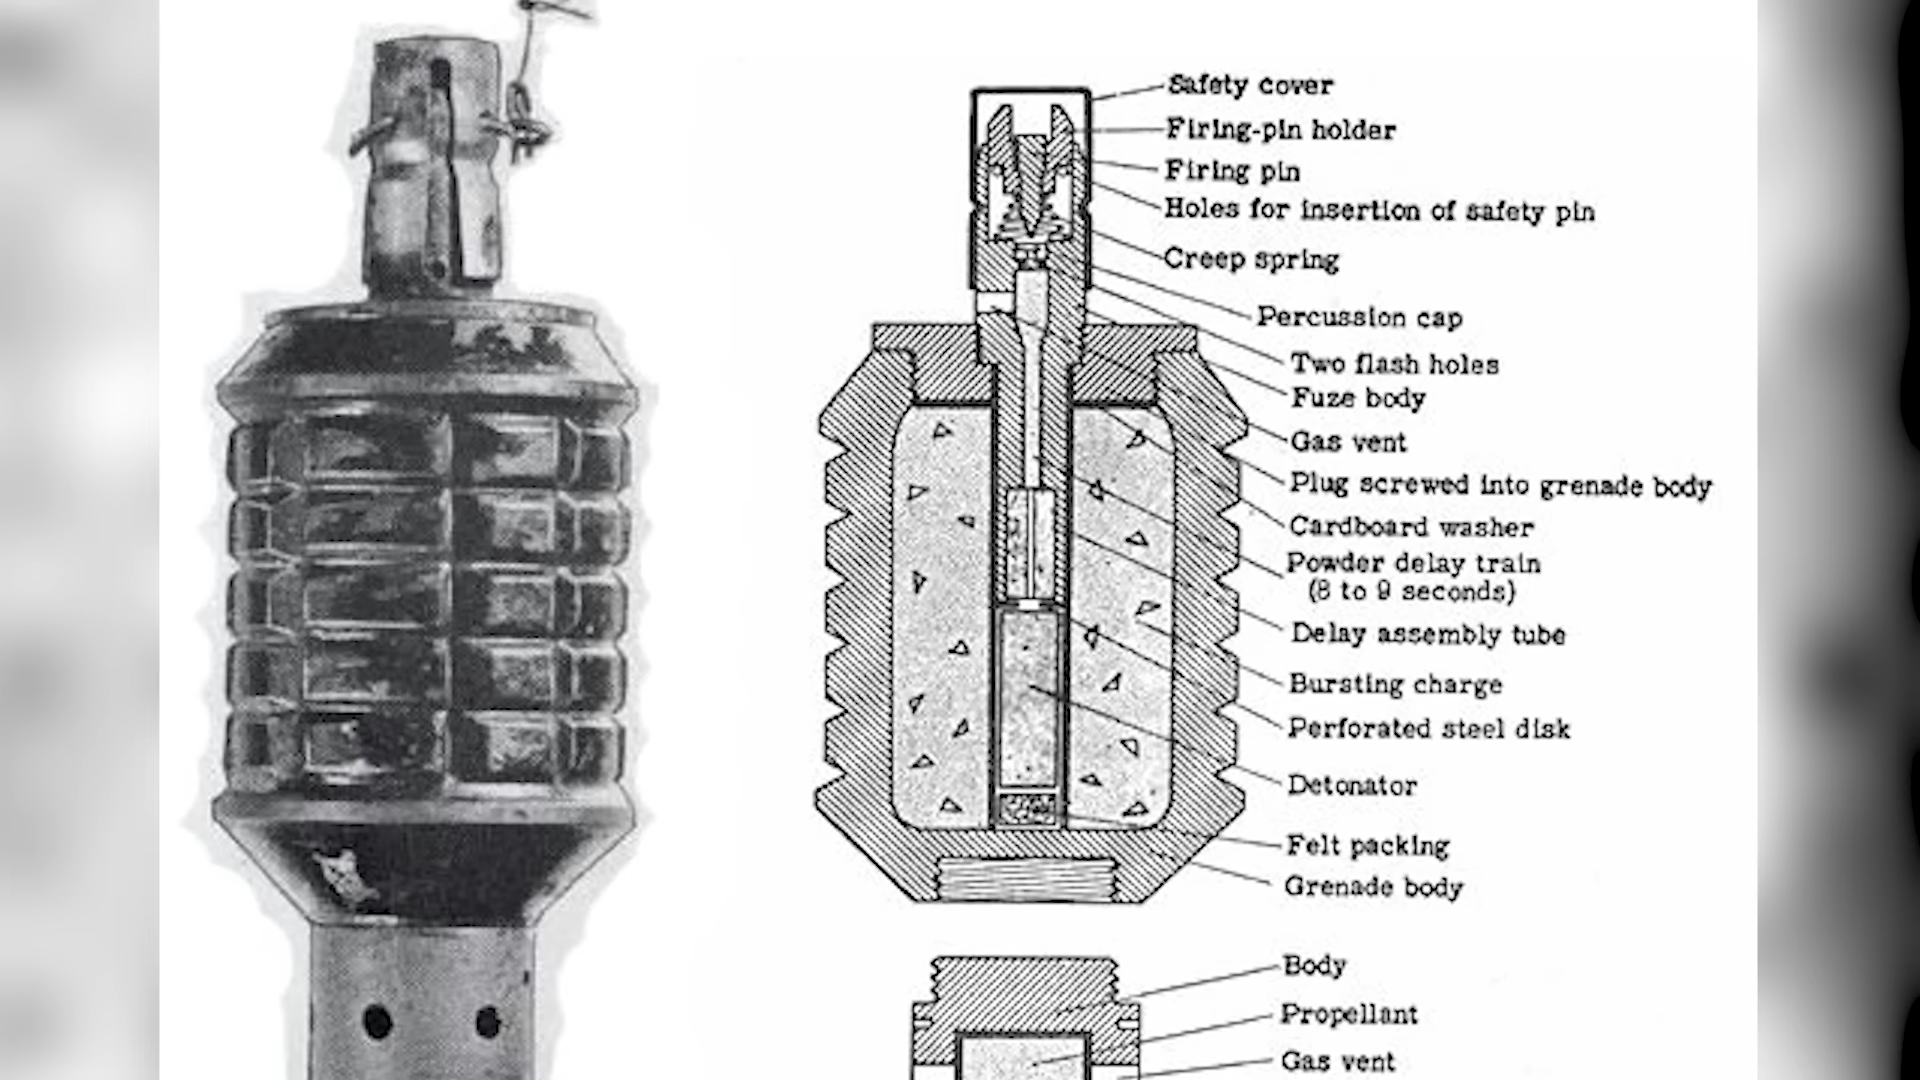 Safety cover
Firing-pin holder
Firing pin
Holes for insertion of safety pin
Creep spring
Percussion cap
Two flash holes
Fuze body
Gas vent
Plug screwed into grenade body
Cardboard washer
Powder delay train
(8 to 9 seconds)
Delay assembly tube
Bursting charge
Perforated steel disk
Detonator
Felt packing
Grenade body
Body
Propellant
Gas vent